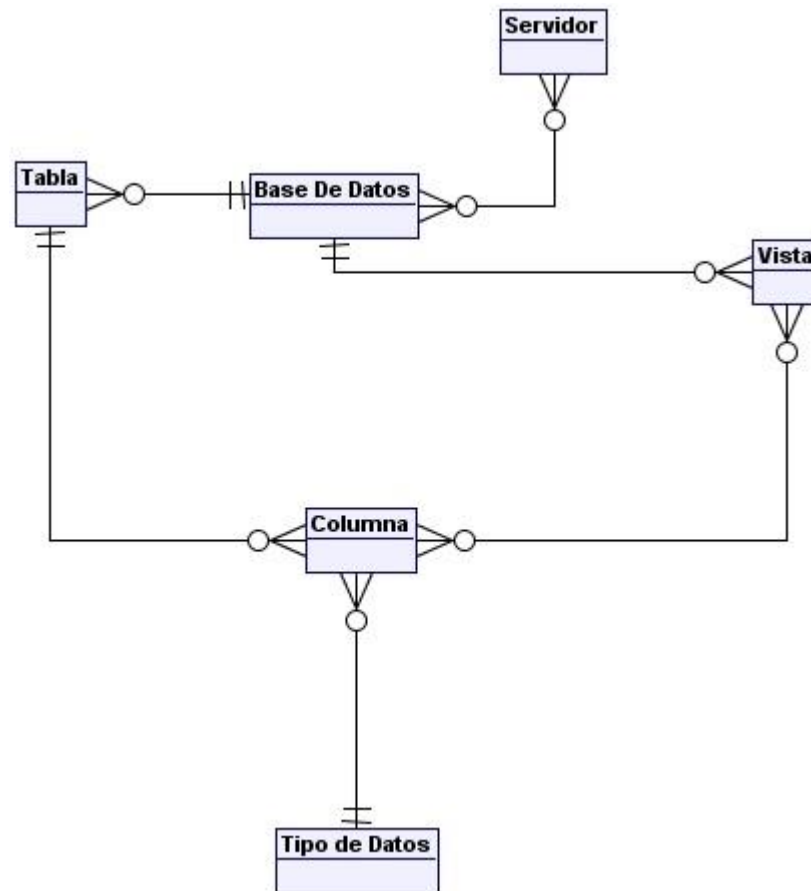 Servidor
Tabla
Base De Datos
Vista
Columna
Tipo de Datos